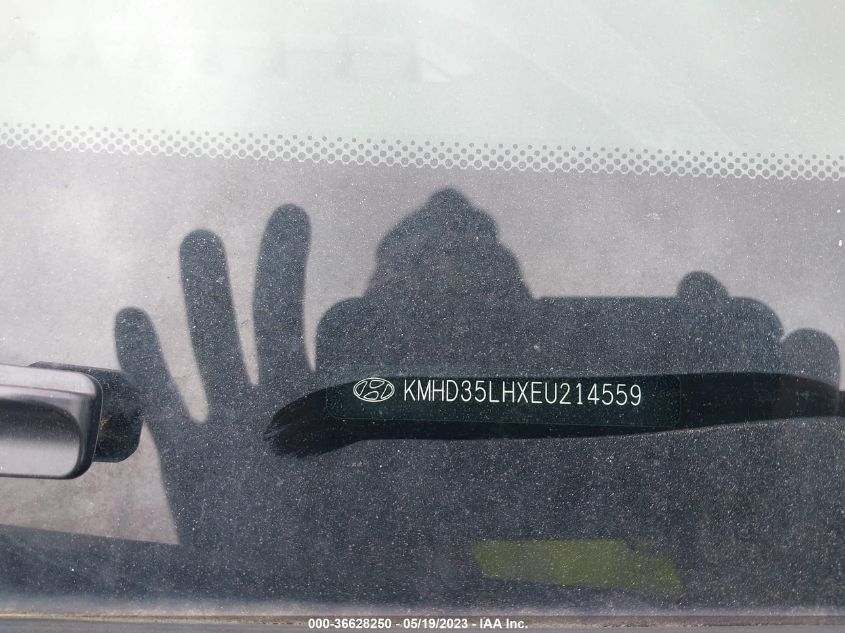 KMHD35LHXEU214559
000-36628250 - 05/19/2023 - IAA Inc.